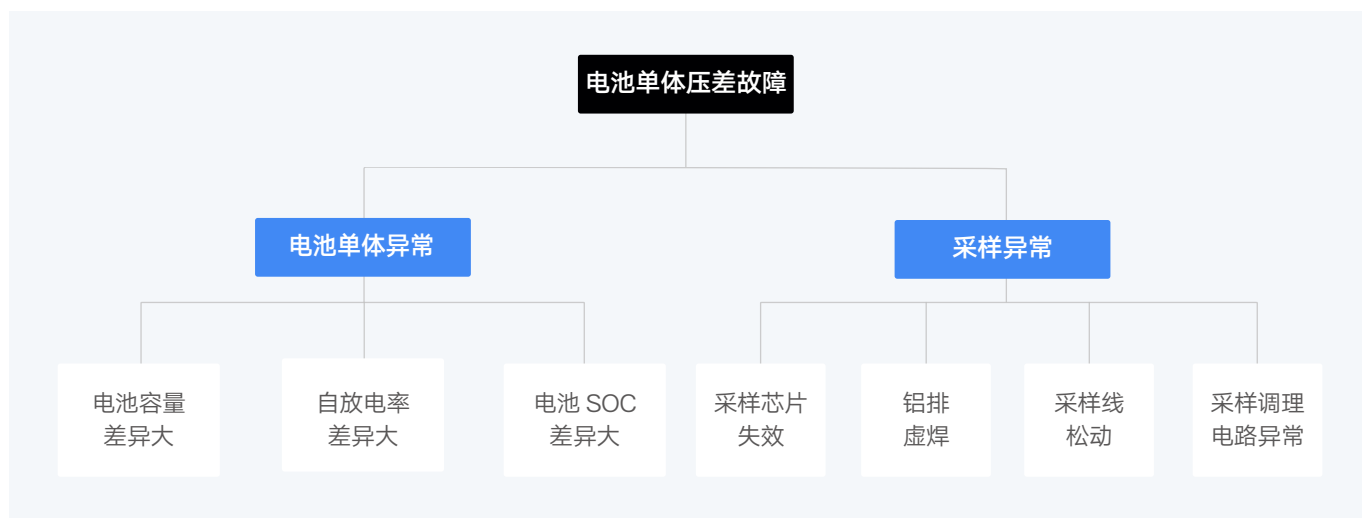 电池单体压差故障
电池单体异常
采样异常
电池容量
差异大
自放电率
差异大
电池 SOC
差异大
采样芯片
失效
铝排
虚焊
采样线
松动
采样调理
电路异常